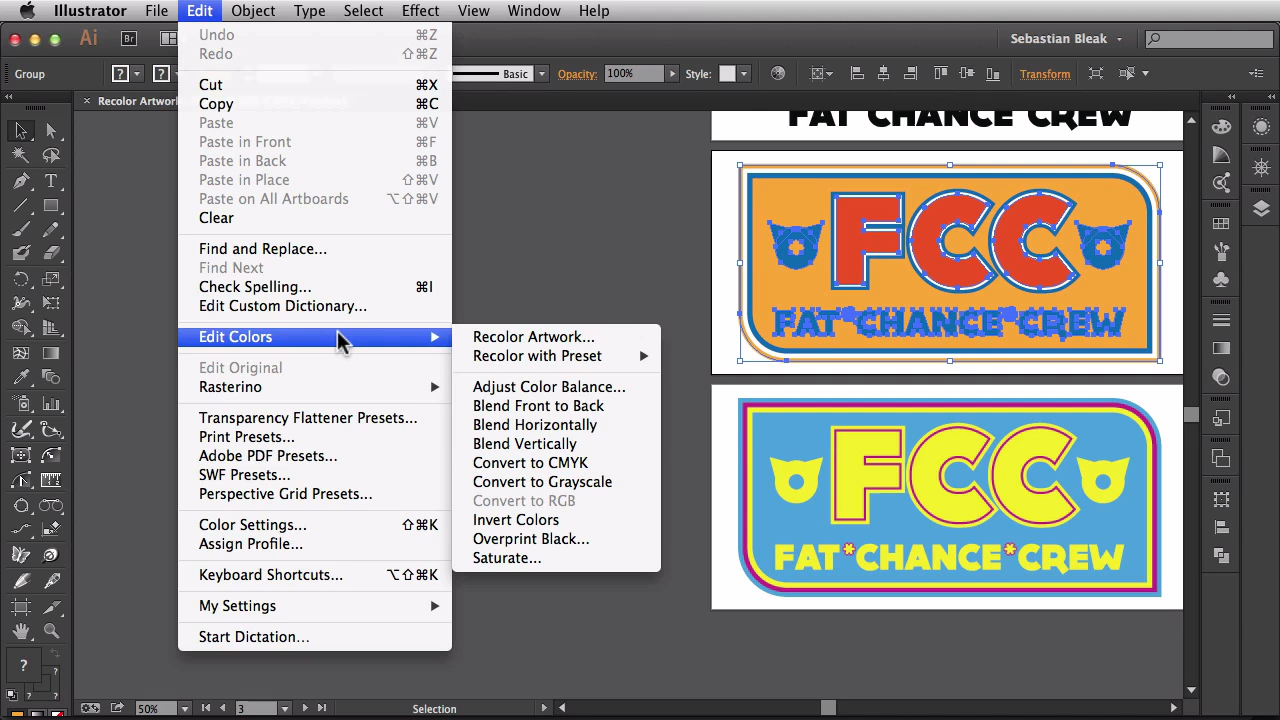 Illustrator File Edit Object Type Select Effect View Window Help
Ai Br Sebastian Bleak
Group ? ? Basic Opacity: 100% Style: Transform
× Recolor Artwork
Undo ⌘Z
Redo ⇧⌘Z
Cut ⌘X
Copy ⌘C
Paste ⌘V
Paste in Front ⌘F
Paste in Back ⌘B
Paste in Place ⇧⌘V
Paste on All Artboards ⌥⇧⌘V
Clear
Find and Replace...
Find Next
Check Spelling... ⌘I
Edit Custom Dictionary...
Edit Colors
Edit Original
Rasterino
Transparency Flattener Presets...
Print Presets...
Adobe PDF Presets...
SWF Presets...
Perspective Grid Presets...
Color Settings... ⇧⌘K
Assign Profile...
Keyboard Shortcuts... ⌥⇧⌘K
My Settings
Start Dictation...
Recolor Artwork...
Recolor with Preset
Adjust Color Balance...
Blend Front to Back
Blend Horizontally
Blend Vertically
Convert to CMYK
Convert to Grayscale
Convert to RGB
Invert Colors
Overprint Black...
Saturate...
FAT CHANCE CREW
FCC
FAT CHANCE CREW
FCC
FAT*CHANCE*CREW
T
?
?
?
50% 3 Selection